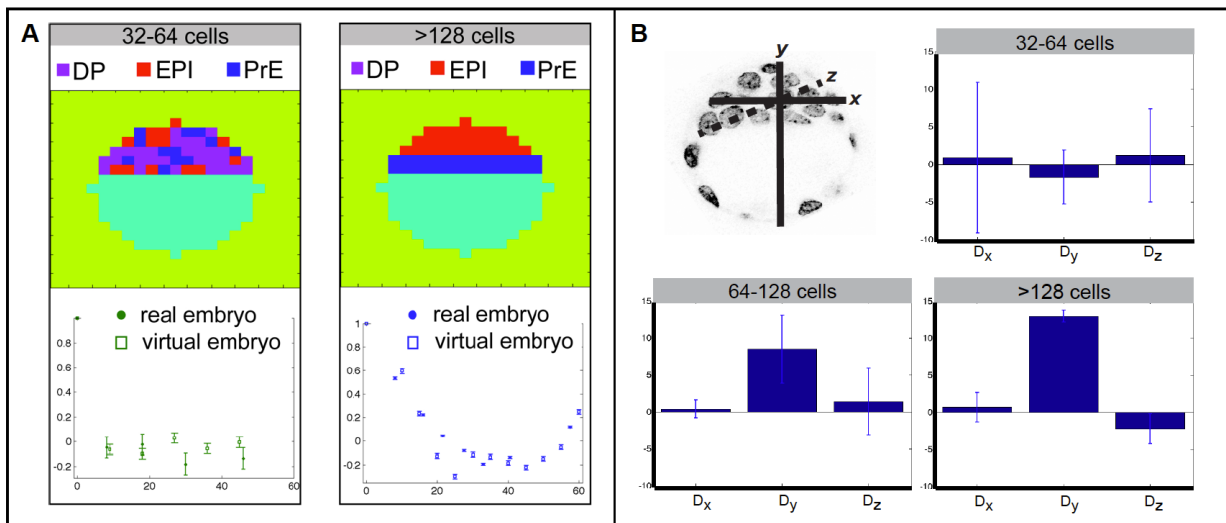 A
32-64 cells
DP EPI PrE
real embryo
virtual embryo
1
0.8
0.6
0.4
0.2
0
-0.2
0 20 40 60
>128 cells
DP EPI PrE
real embryo
virtual embryo
1
0.8
0.6
0.4
0.2
0
-0.2
0 10 20 30 40 50 60
B
y
z
x
32-64 cells
15
10
5
0
-5
-10
Dx Dy Dz
64-128 cells
15
10
5
0
-5
-10
Dx Dy Dz
>128 cells
15
10
5
0
-5
-10
Dx Dy Dz